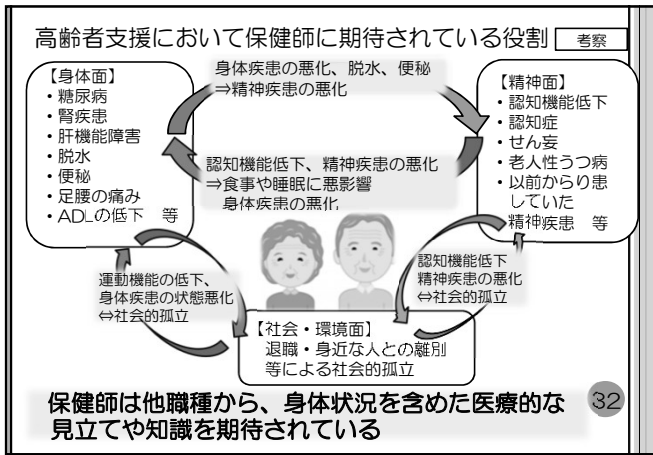 高齢者支援において保健師に期待されている役割
考察
【身体面】
・糖尿病
・腎疾患
・肝機能障害
・脱水
・便秘
・足腰の痛み
・ADLの低下　等
身体疾患の悪化、脱水、便秘
⇒精神疾患の悪化
認知機能低下、精神疾患の悪化
⇒食事や睡眠に悪影響
身体疾患の悪化
【精神面】
・認知機能低下
・認知症
・せん妄
・老人性うつ病
・以前からり患
していた
精神疾患　等
運動機能の低下、
身体疾患の状態悪化
⇔社会的孤立
認知機能低下
精神疾患の悪化
⇔社会的孤立
【社会・環境面】
退職・身近な人との離別
等による社会的孤立
保健師は他職種から、身体状況を含めた医療的な
見立てや知識を期待されている
32